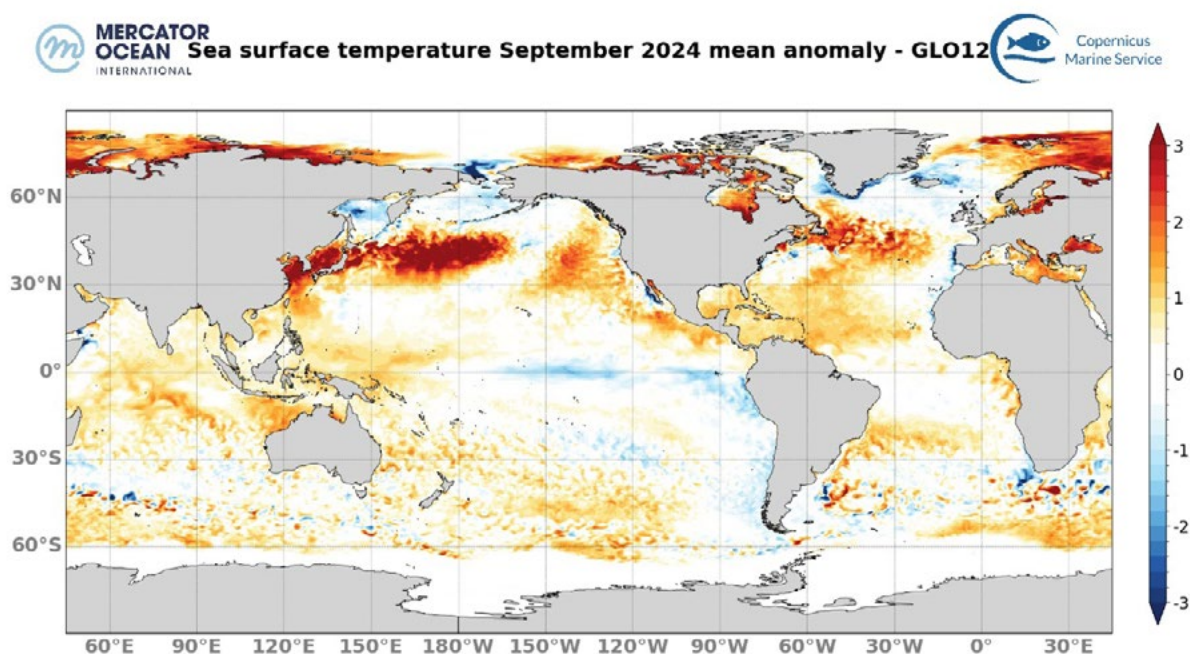 MERCATOR
OCEAN
INTERNATIONAL
Sea surface temperature September 2024 mean anomaly - GLO12
Copernicus
Marine Service
60°N
30°N
0°
30°S
60°S
60°E 90°E 120°E 150°E 180° 150°W 120°W 90°W 60°W 30°W 0° 30°E
3
2
1
0
-1
-2
-3